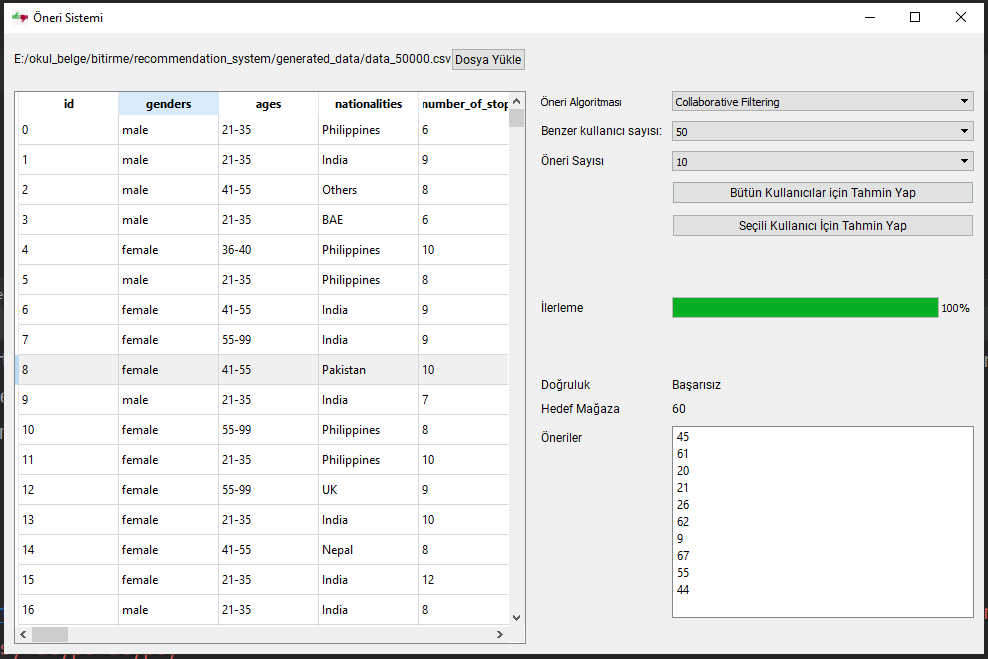 Öneri Sistemi
E:/okul_belge/bitirme/recommendation_system/generated_data/data_50000.csv Dosya Yükle
id genders ages nationalities number_of_stop
0 male 21-35 Philippines 6
1 male 21-35 India 9
2 male 41-55 Others 8
3 male 21-35 BAE 6
4 female 36-40 Philippines 10
5 male 21-35 Philippines 8
6 female 41-55 India 9
7 female 55-99 India 9
8 female 41-55 Pakistan 10
9 male 21-35 India 7
10 female 55-99 Philippines 8
11 female 21-35 Philippines 10
12 female 55-99 UK 9
13 female 21-35 India 10
14 female 41-55 Nepal 8
15 female 21-35 India 12
16 male 21-35 India 8
Öneri Algoritması Collaborative Filtering
Benzer kullanıcı sayısı: 50
Öneri Sayısı 10
Bütün Kullanıcılar için Tahmin Yap
Seçili Kullanıcı İçin Tahmin Yap
İlerleme 100%
Doğruluk Başarısız
Hedef Mağaza 60
Öneriler
45
61
20
21
26
62
9
67
55
44